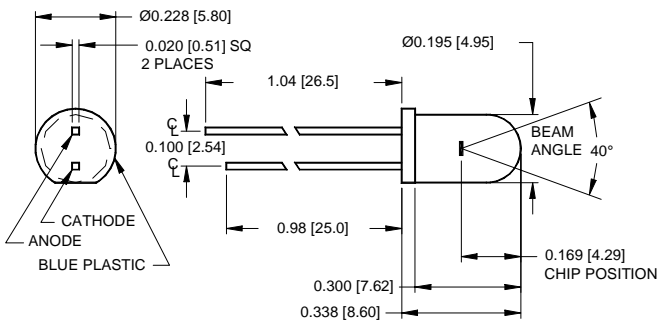 Ø0.228 [5.80]
0.020 [0.51] SQ
2 PLACES
Ø0.195 [4.95]
1.04 [26.5]
CL
0.100 [2.54]
CL
BEAM
ANGLE
40°
CATHODE
ANODE
BLUE PLASTIC
0.98 [25.0]
0.169 [4.29]
CHIP POSITION
0.300 [7.62]
0.338 [8.60]